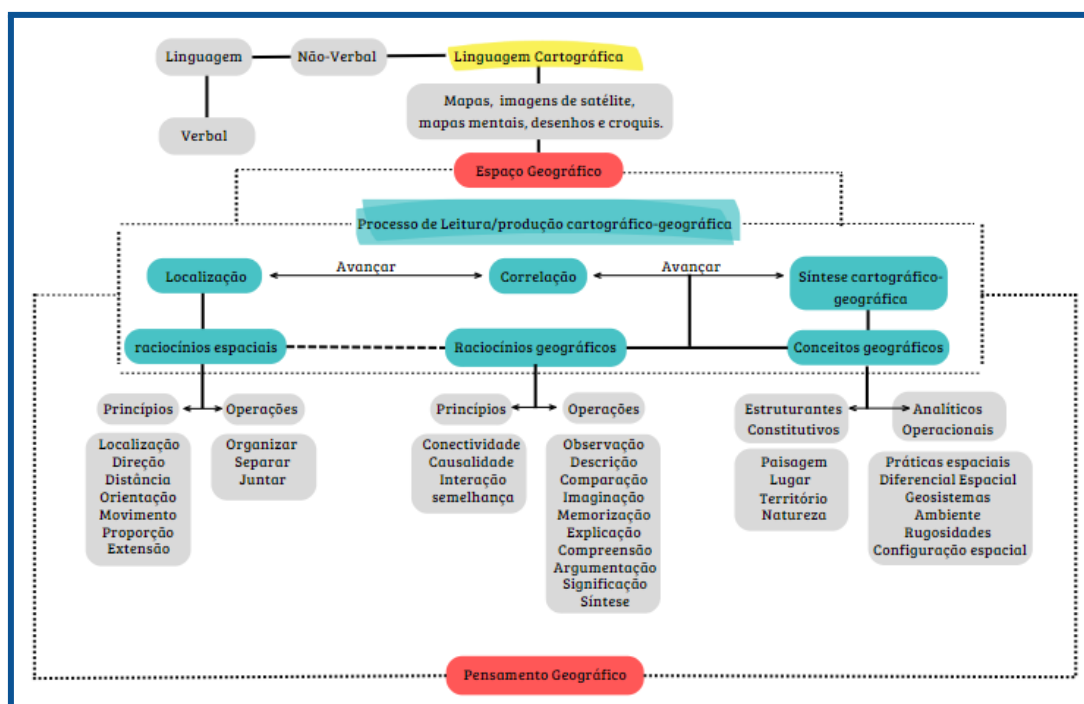 Linguagem
Não-Verbal
Linguagem Cartográfica
Mapas, imagens de satélite,
mapas mentais, desenhos e croquis.
Verbal
Espaço Geográfico
Processo de Leitura/produção cartográfico-geográfica
Localização
Avançar
Correlação
Avançar
Síntese cartográfico-
geográfica
raciocínios espaciais
Raciocínios geográficos
Conceitos geográficos
Princípios
Operações
Localização
Direção
Distância
Orientação
Movimento
Proporção
Extensão
Organizar
Separar
Juntar
Princípios
Operações
Conectividade
Causalidade
Interação
semelhança
Observação
Descrição
Comparação
Imaginação
Memorização
Explicação
Compreensão
Argumentação
Significação
Síntese
Estruturantes
Constitutivos
Analíticos
Operacionais
Paisagem
Lugar
Território
Natureza
Práticas espaciais
Diferencial Espacial
Geosistemas
Ambiente
Rugosidades
Configuração espacial
Pensamento Geográfico